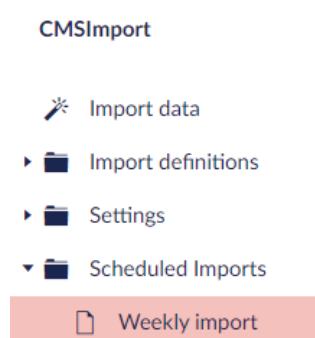 CMSImport
Import data
Import definitions
Settings
Scheduled Imports
Weekly import